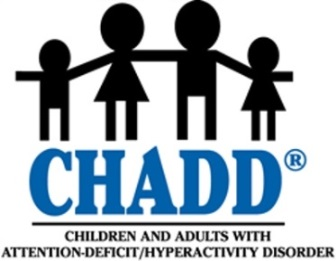 CHADD®
CHILDREN AND ADULTS WITH
ATTENTION-DEFICIT/HYPERACTIVITY DISORDER